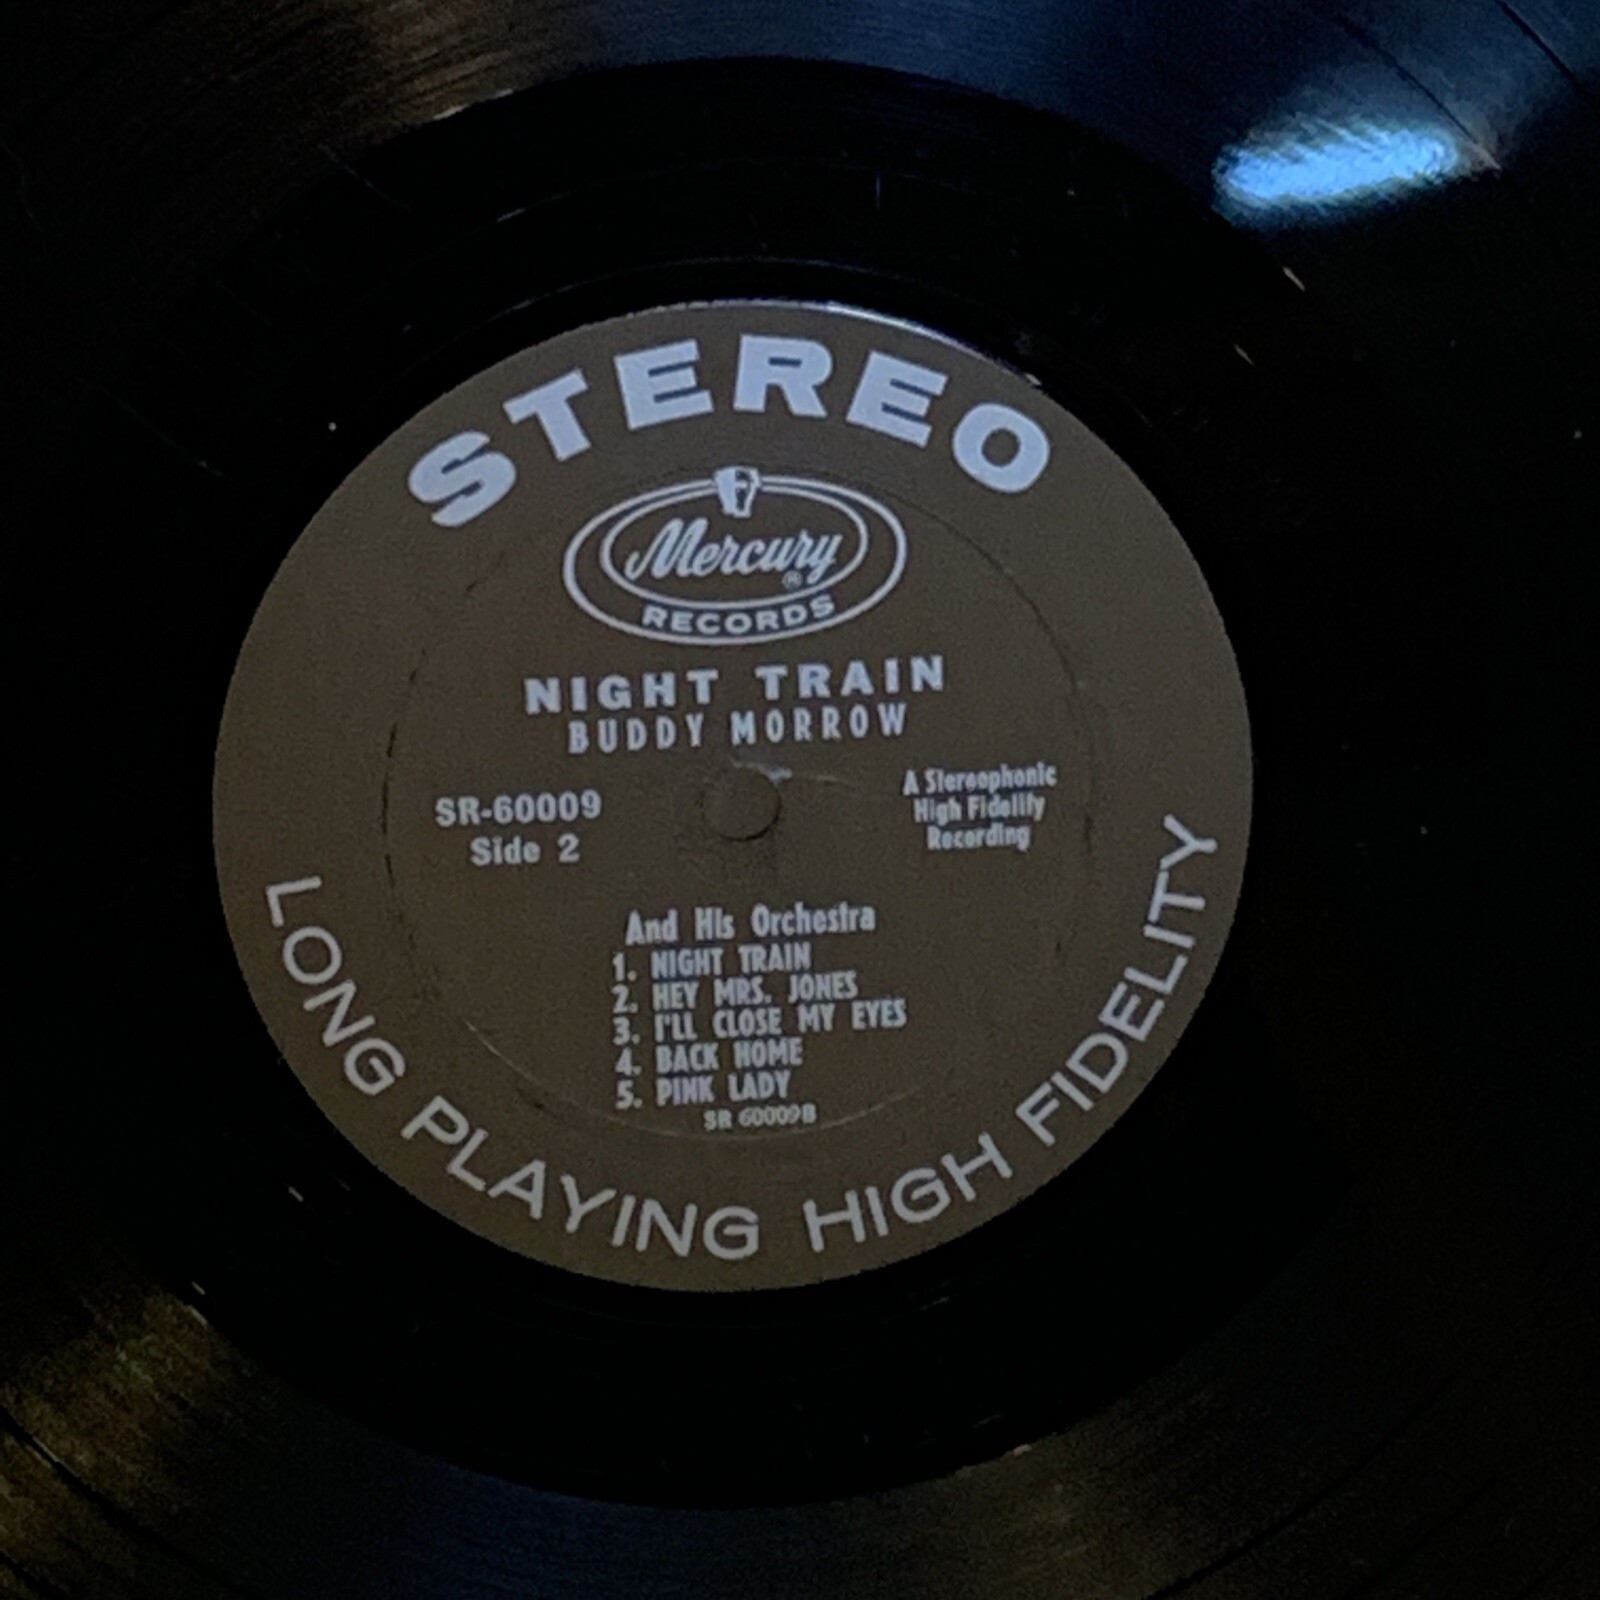 STEREO
Mercury
®
RECORDS
NIGHT TRAIN
BUDDY MORROW
SR-60009
Side 2
A Stereophonic
High Fidelity
Recording
And His Orchestra
1. NIGHT TRAIN
2. HEY MRS. JONES
3. I'LL CLOSE MY EYES
4. BACK HOME
5. PINK LADY
SR 60009B
LONG PLAYING HIGH FIDELITY